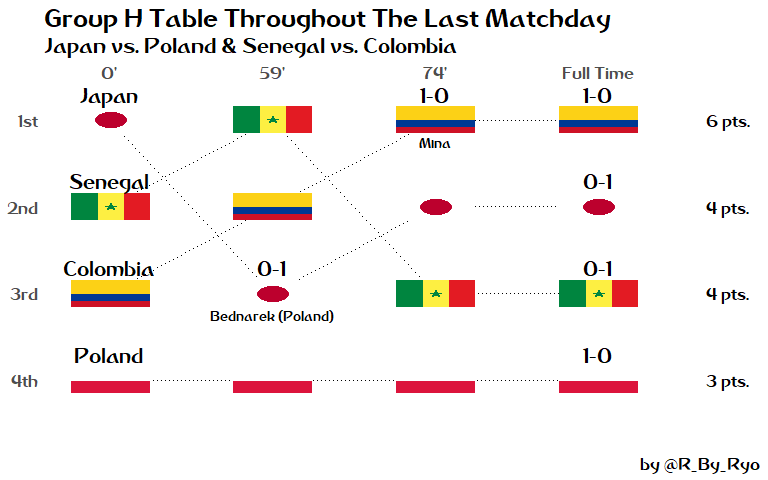 Group H Table Throughout The Last Matchday
Japan vs. Poland & Senegal vs. Colombia
0' 59' 74' Full Time
Japan 1-0 1-0
1st 6 pts.
Mina
Senegal 0-1
2nd 4 pts.
Colombia 0-1 0-1
3rd 4 pts.
Bednarek (Poland)
Poland 1-0
4th 3 pts.
by @R_By_Ryo